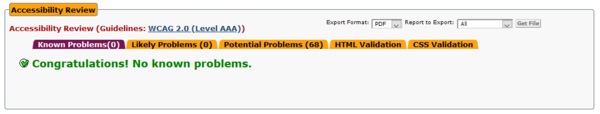 Accessibility Review
Export Format: PDF Report to Export: All Get File
Accessibility Review (Guidelines: WCAG 2.0 (Level AAA))
Known Problems(0) Likely Problems (0) Potential Problems (68) HTML Validation CSS Validation
Congratulations! No known problems.